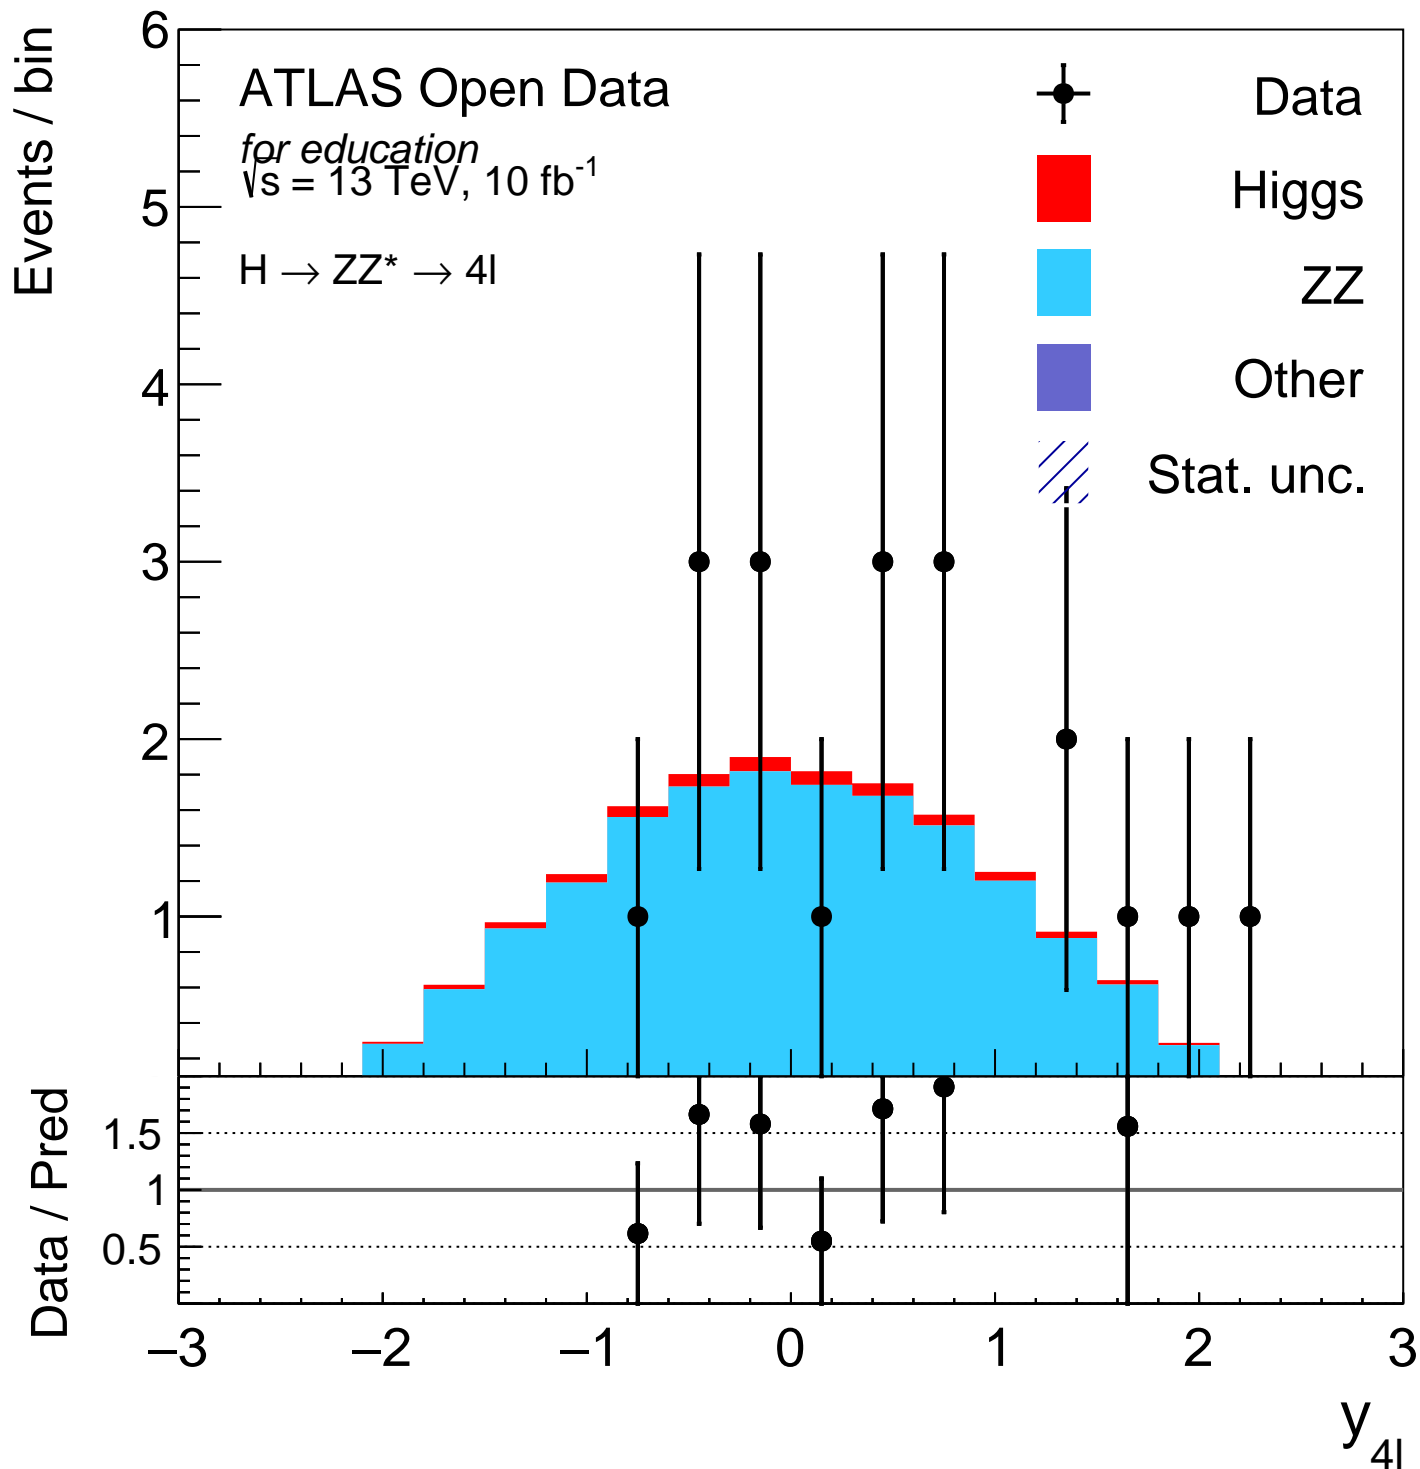 Events / bin
6
5
4
3
2
1
ATLAS Open Data
for education
√s = 13 TeV, 10 fb-1
H → ZZ* → 4l
Data
Higgs
ZZ
Other
Stat. unc.
Data / Pred
1.5
1
0.5
−3 −2 −1 0 1 2 3
y4l